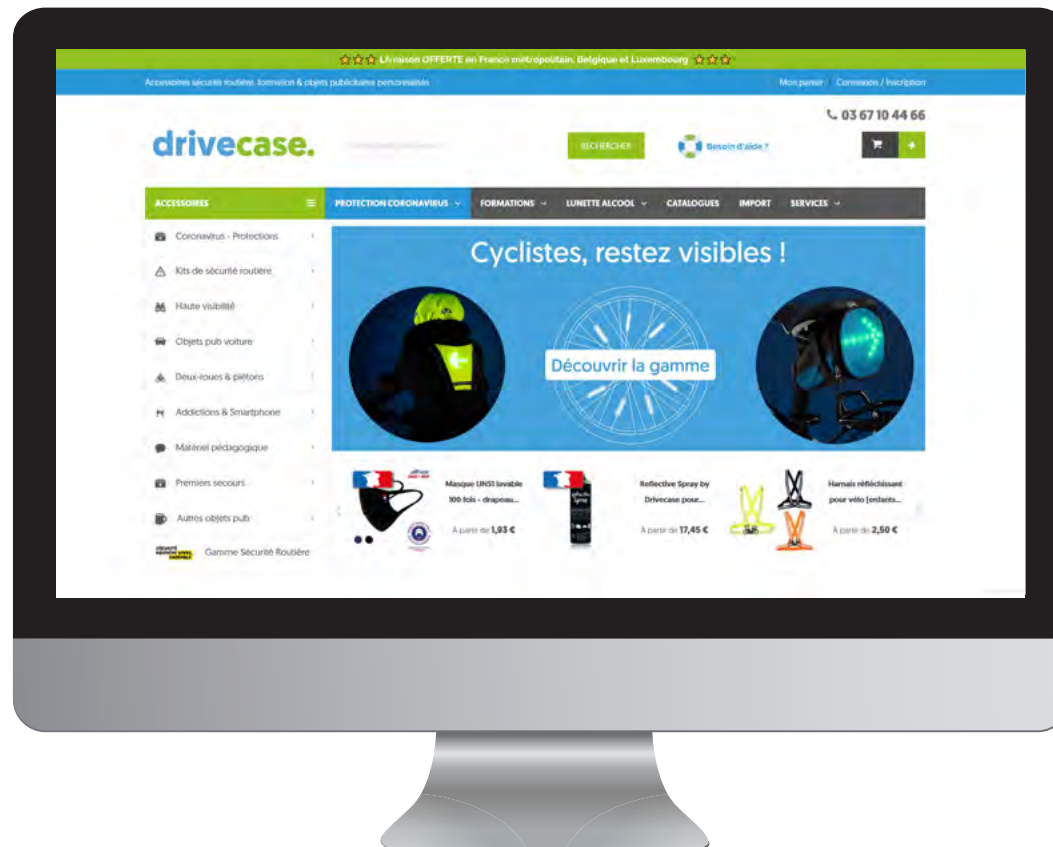 Livraison OFFERTE en France métropolitain, Belgique et Luxembourg
Accessoires sécurité routière, formation & objets publicitaires personnalisés
Mon panier
Connexion / Inscription
03 67 10 44 66
drivecase.
RECHERCHER
Besoin d'aide ?
ACCESSOIRES
PROTECTION CORONAVIRUS
FORMATIONS
LUNETTE ALCOOL
CATALOGUES
IMPORT
SERVICES
Coronavirus - Protections
Kits de sécurité routière
Haute visibilité
Objets pub voiture
Deux-roues & piétons
Addictions & Smartphone
Matériel pédagogique
Premiers secours
Autres objets pub
Gamme Sécurité Routière
Cyclistes, restez visibles !
Découvrir la gamme
Masque UNS1 lavable
100 fois - drapeau...
À partir de 1,93 €
Reflective Spray by
Drivecase pour...
À partir de 17,45 €
Harnais réfléchissant
pour vélo (enfants...
À partir de 2,50 €